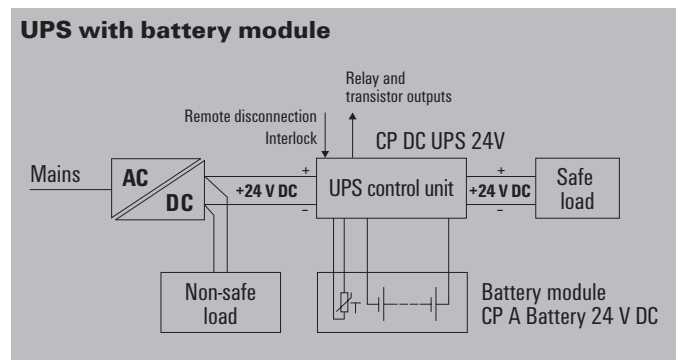 UPS with battery module
Relay and
transistor outputs
Remote disconnection
Interlock
CP DC UPS 24V
Mains
AC
DC
+
+24 V DC
–
UPS control unit
+
+24 V DC
–
Safe
load
Non-safe
load
T
Battery module
CP A Battery 24 V DC